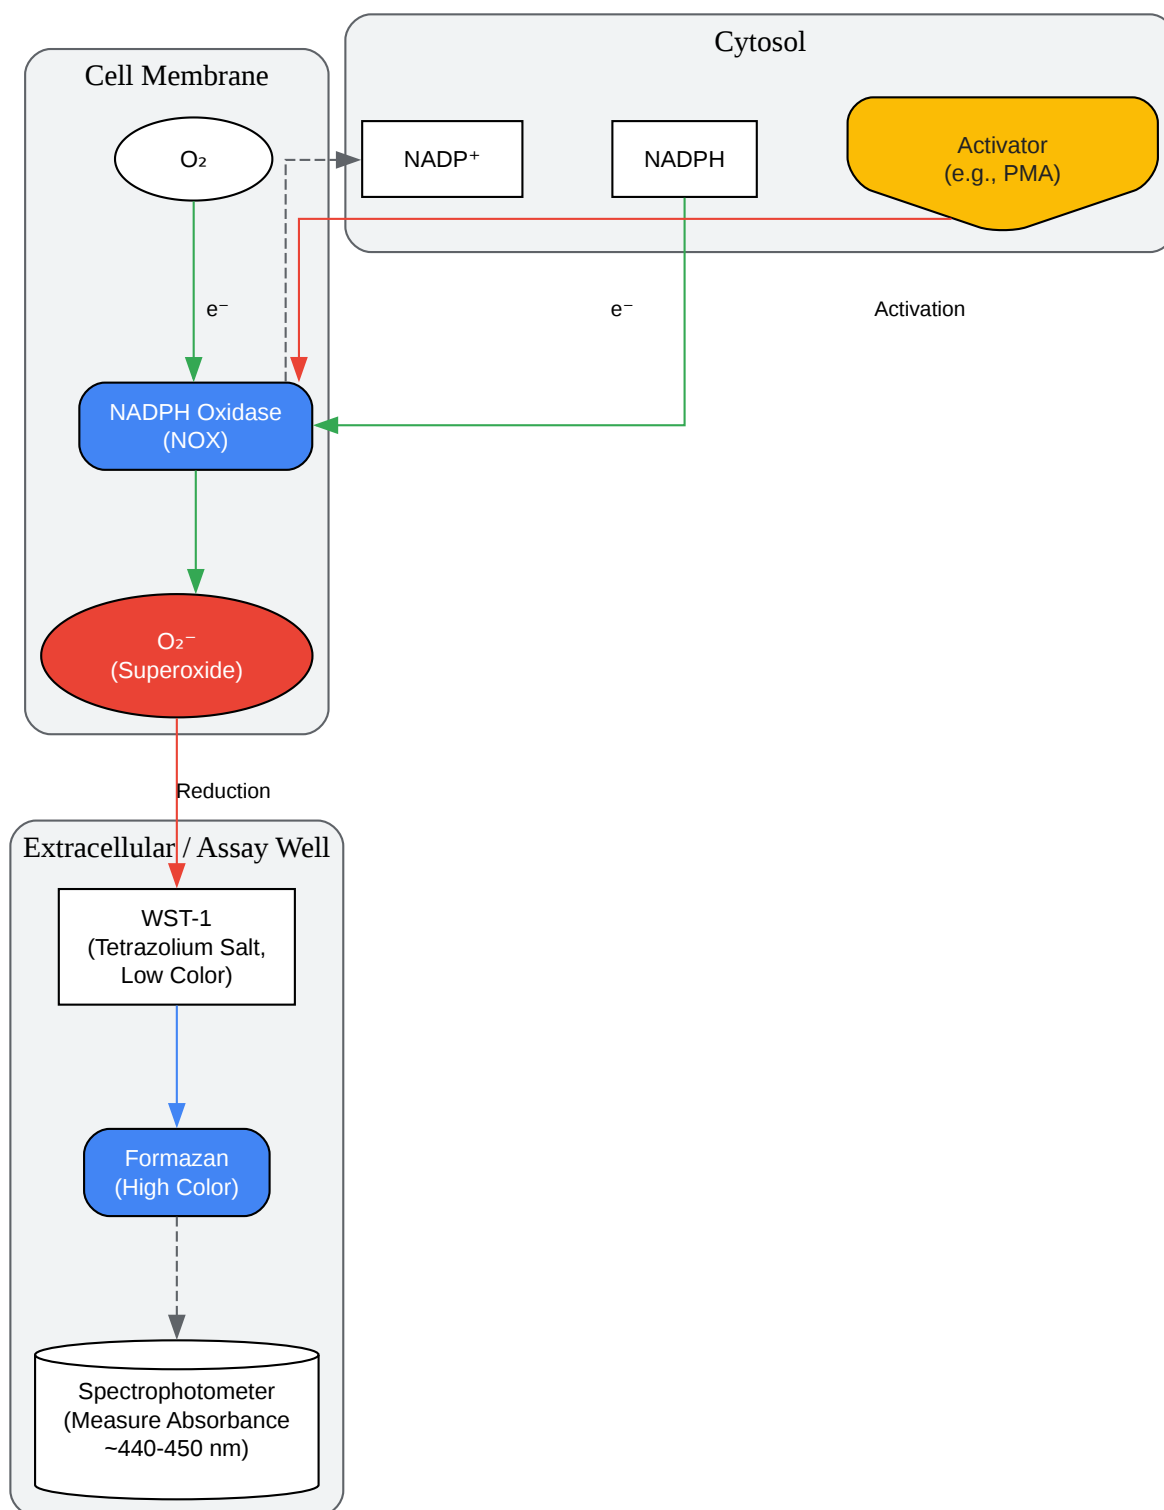 Cytosol
Cell Membrane
O₂
NADP⁺
NADPH
Activator
(e.g., PMA)
e⁻
e⁻
Activation
NADPH Oxidase
(NOX)
O₂⁻
(Superoxide)
Reduction
Extracellular / Assay Well
WST-1
(Tetrazolium Salt,
Low Color)
Formazan
(High Color)
Spectrophotometer
(Measure Absorbance
~440-450 nm)